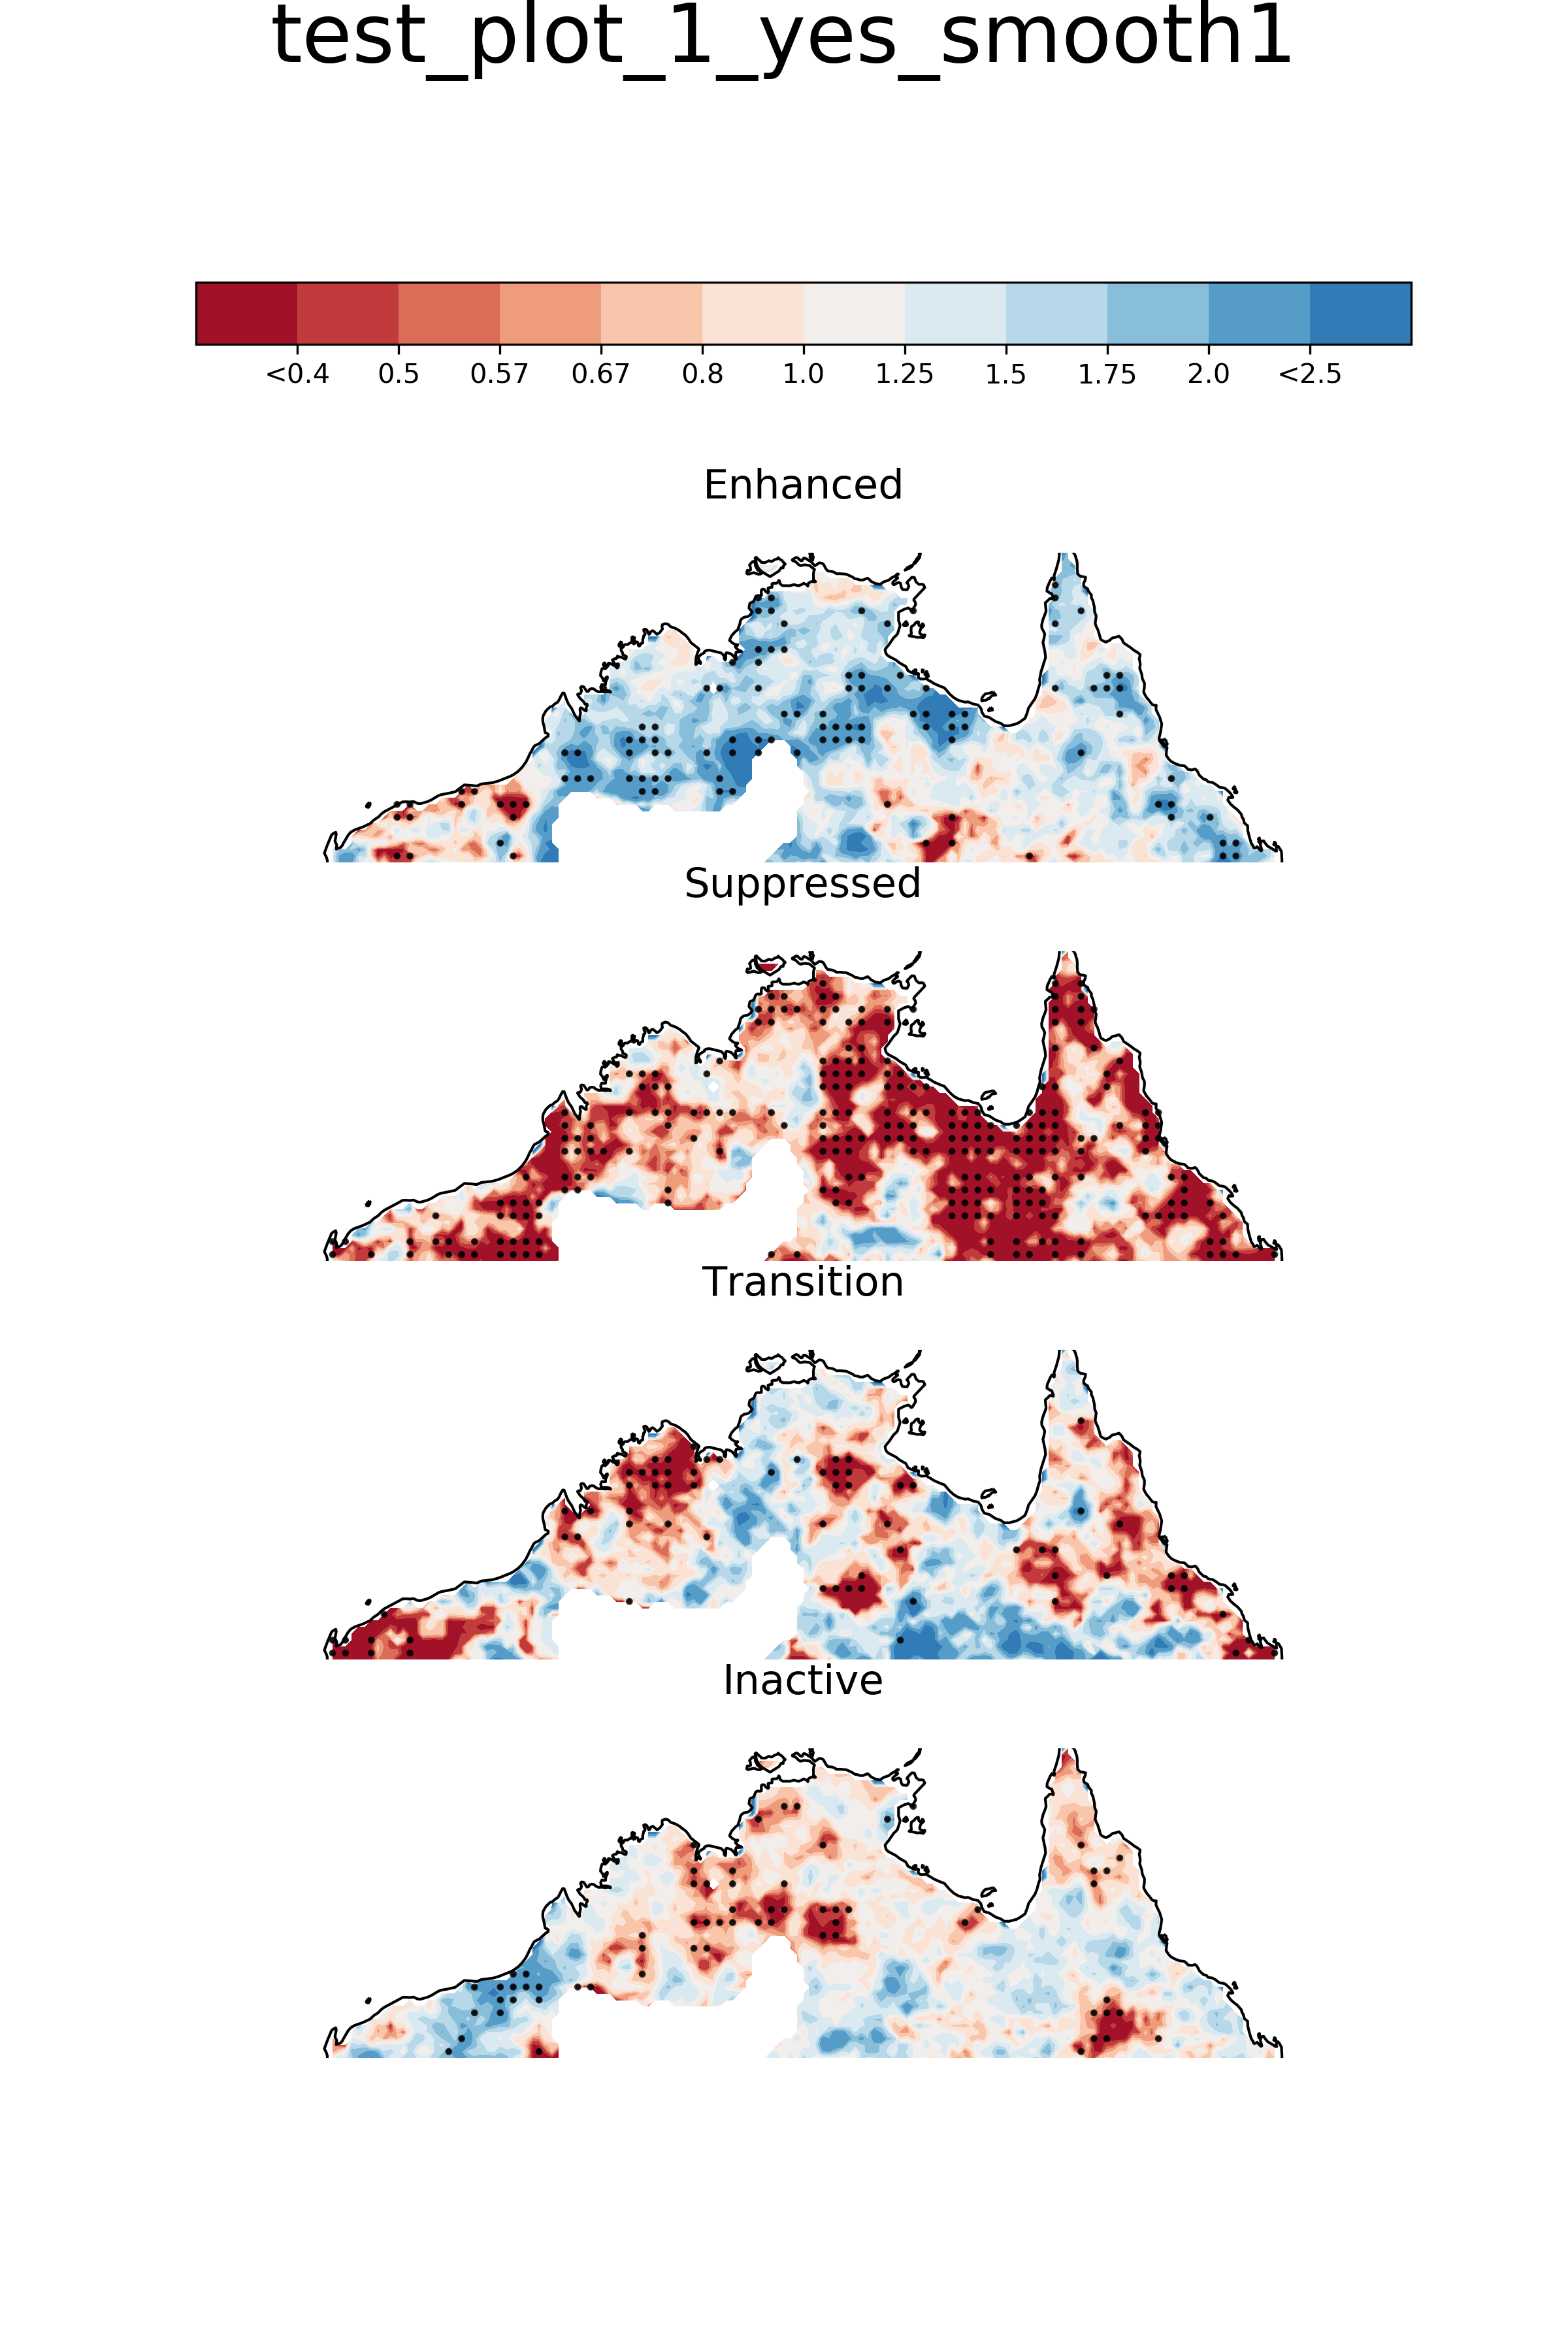 test_plot_1_yes_smooth1
<0.4 0.5 0.57 0.67 0.8 1.0 1.25 1.5 1.75 2.0 <2.5
Enhanced
Suppressed
Transition
Inactive